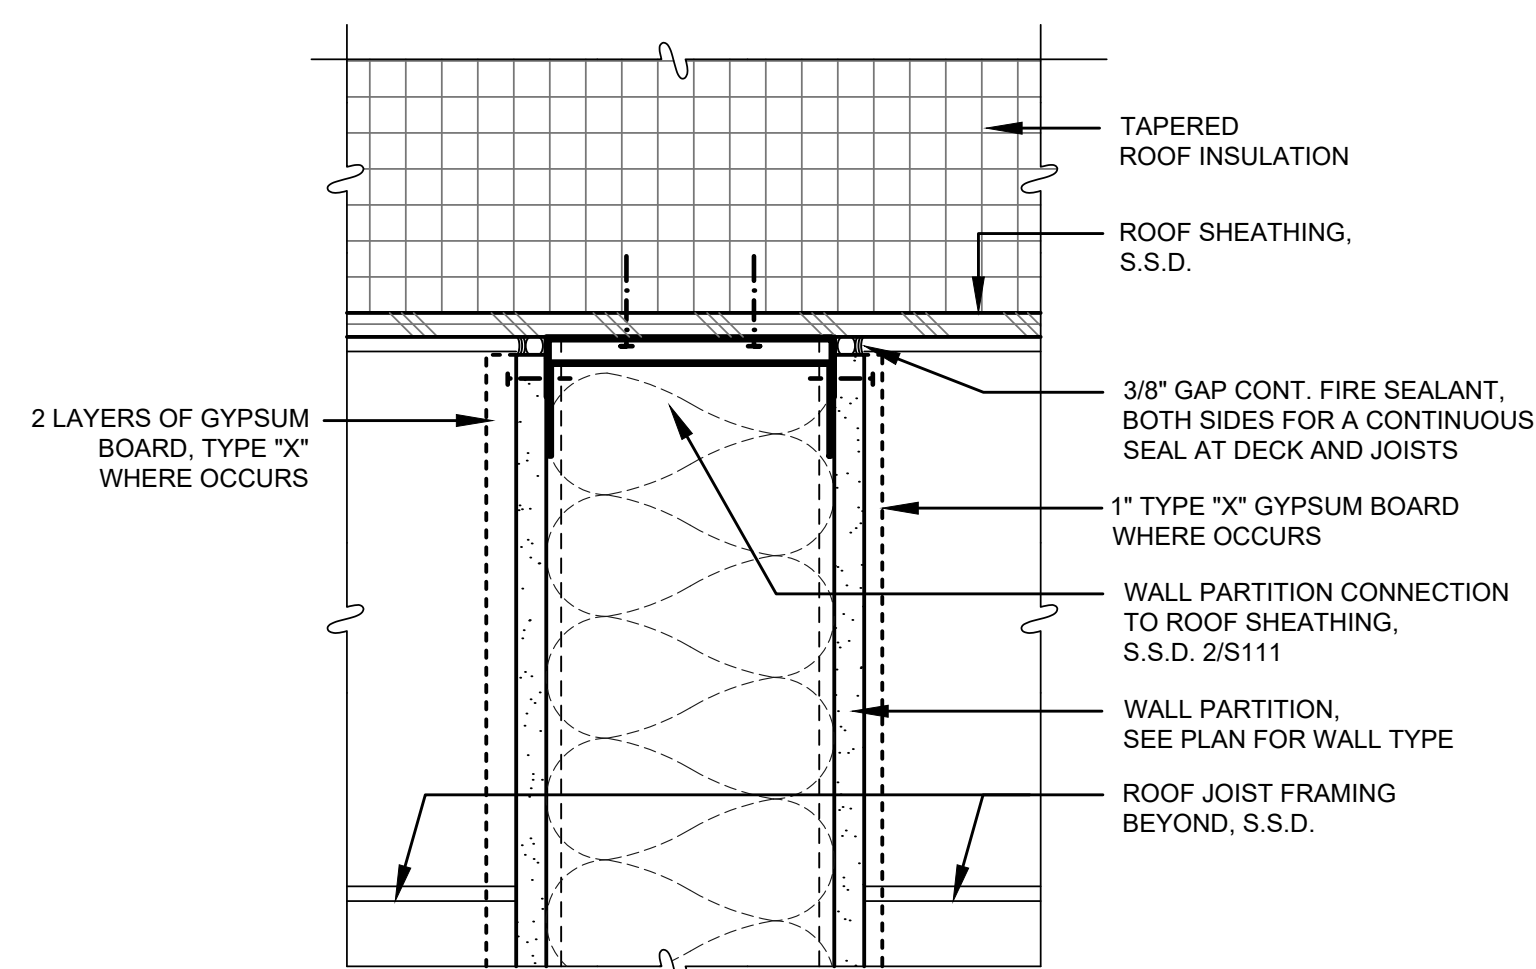 TAPERED
ROOF INSULATION
ROOF SHEATHING,
S.S.D.
3/8" GAP CONT. FIRE SEALANT,
BOTH SIDES FOR A CONTINUOUS
SEAL AT DECK AND JOISTS
2 LAYERS OF GYPSUM
BOARD, TYPE "X"
WHERE OCCURS
1" TYPE "X" GYPSUM BOARD
WHERE OCCURS
WALL PARTITION CONNECTION
TO ROOF SHEATHING,
S.S.D. 2/S111
WALL PARTITION,
SEE PLAN FOR WALL TYPE
ROOF JOIST FRAMING
BEYOND, S.S.D.